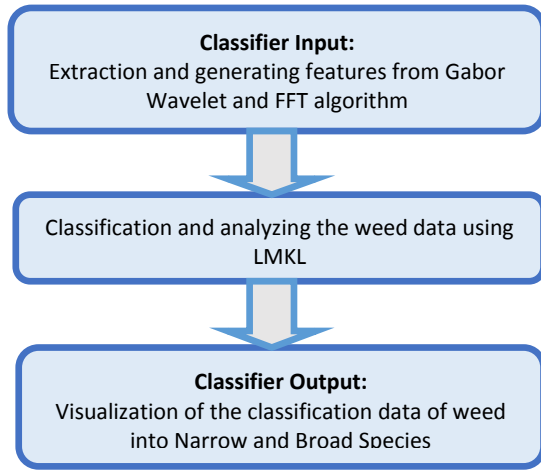 Classifier Input:
Extraction and generating features from Gabor
Wavelet and FFT algorithm
Classification and analyzing the weed data using
LMKL
Classifier Output:
Visualization of the classification data of weed
into Narrow and Broad Species